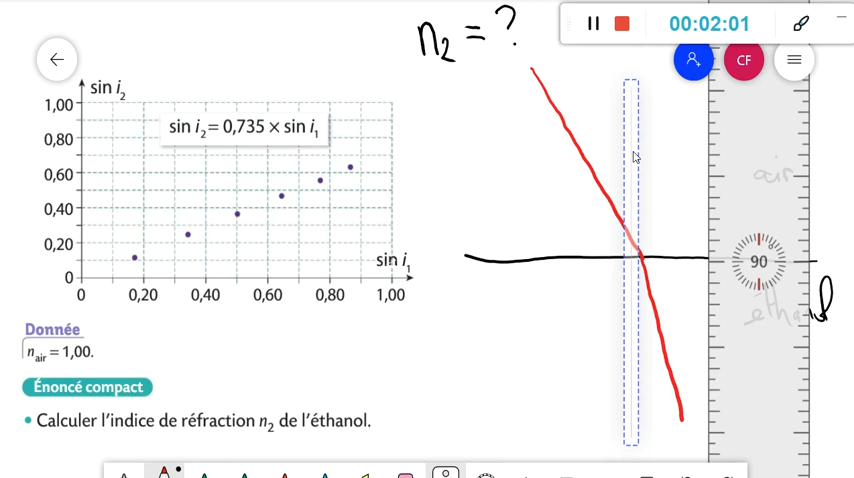 n2 = ?
00:02:01
CF
sin i2
1,00
0,80
0,60
0,40
0,20
0
sin i2 = 0,735 × sin i1
sin i1
0
0,20
0,40
0,60
0,80
1,00
air
90
éthanol
Donnée
nair = 1,00.
Énoncé compact
• Calculer l'indice de réfraction n2 de l'éthanol.